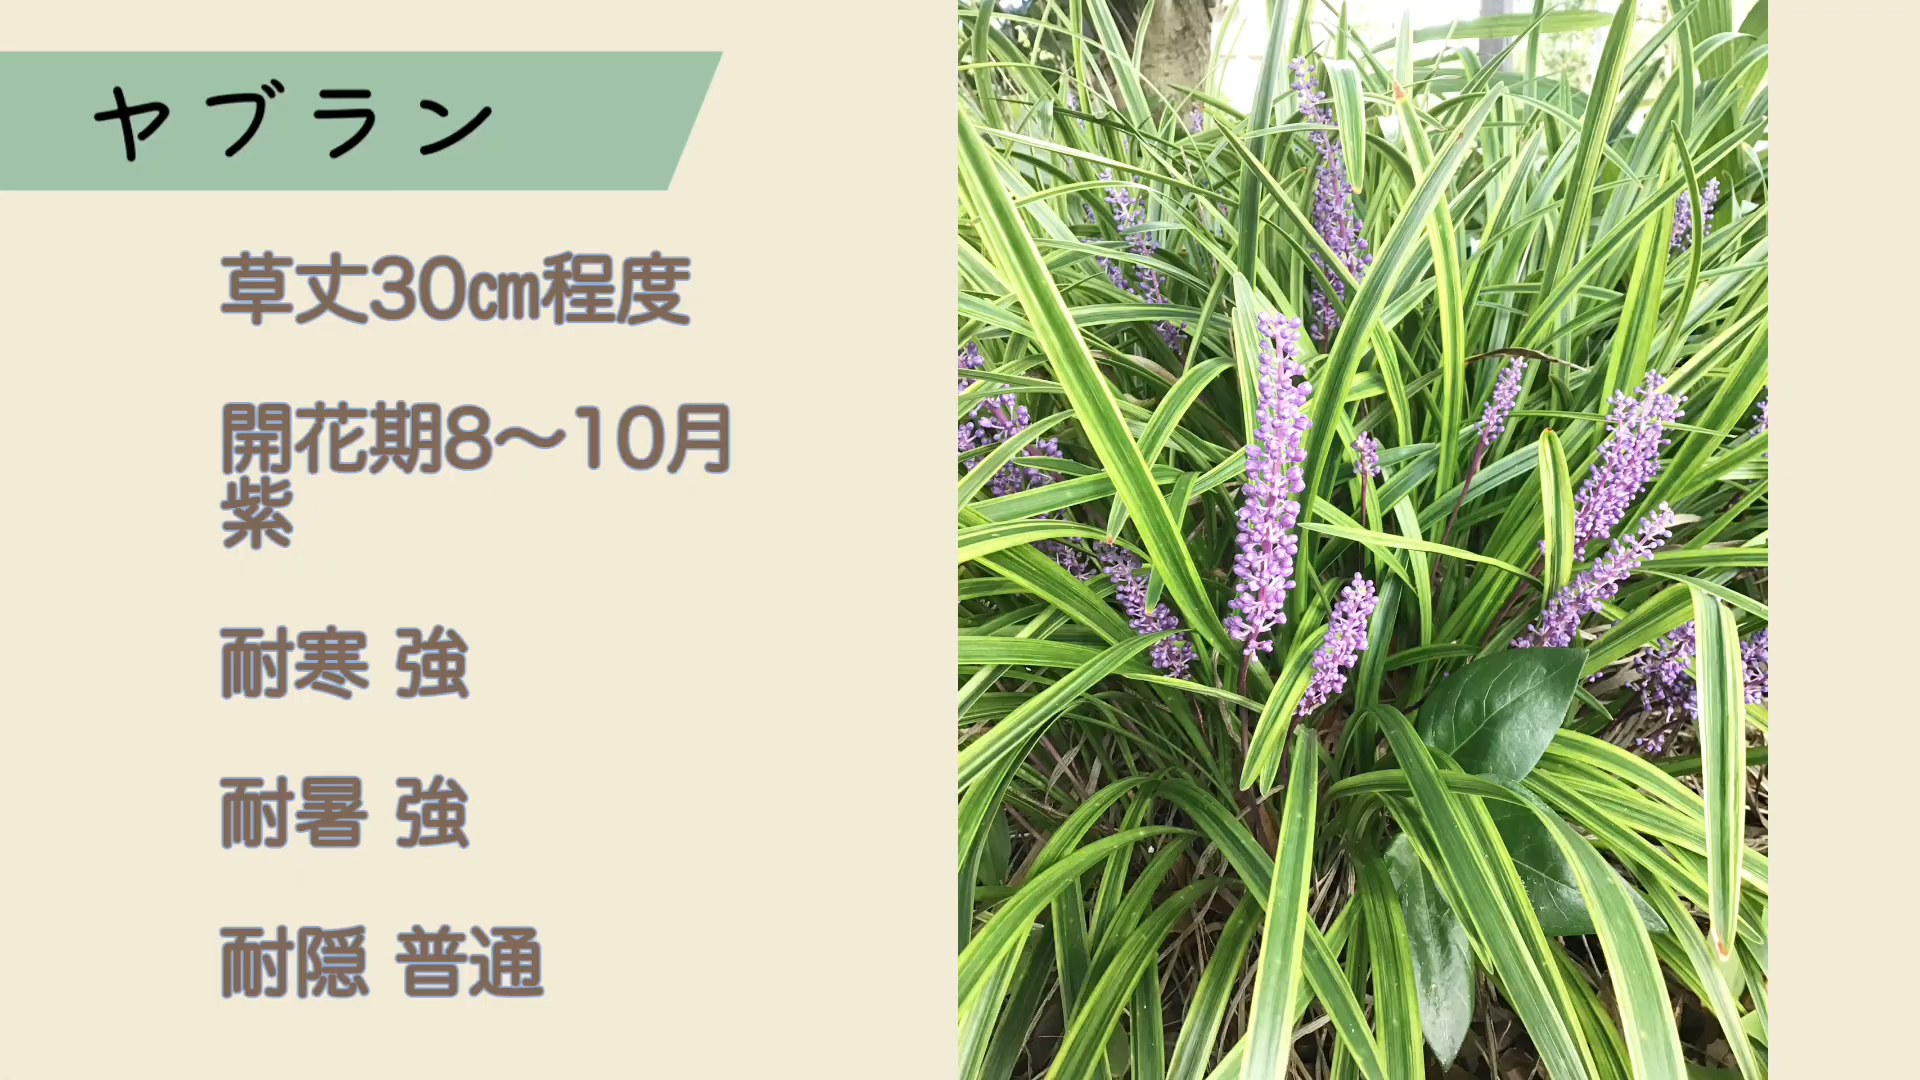 ヤブラン
草丈30㎝程度
開花期8～10月
紫
耐寒 強
耐暑 強
耐隠 普通